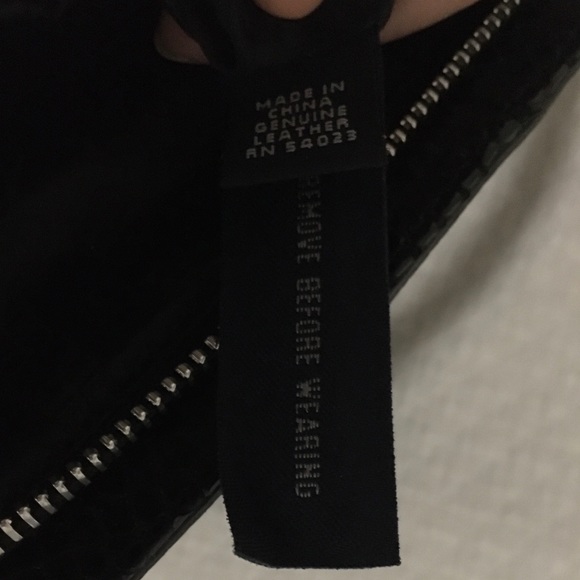 MADE IN
CHINA
GENUINE
LEATHER
RN 54023
REMOVE BEFORE WEARING